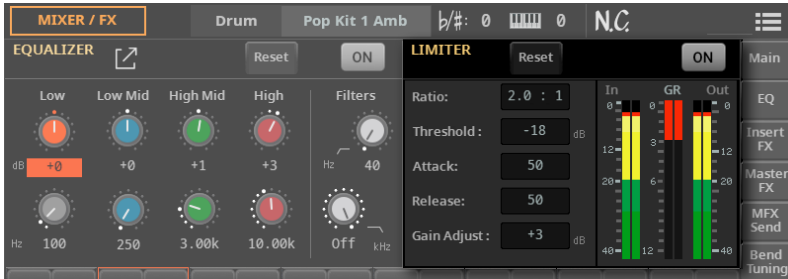 MIXER / FX Drum Pop Kit 1 Amb b/#: 0 0 N.C.
EQUALIZER Reset ON
Low Low Mid High Mid High Filters
dB +0 +0 +1 +3 Hz 40
Hz 100 250 3.00k 10.00k Off kHz
LIMITER Reset ON
Ratio: 2.0 : 1
Threshold : -18 dB
Attack: 50
Release: 50
Gain Adjust : +3 dB
In GR Out
0 0 0
3
12 12
20 6 20
40 12 40
Main
EQ
Insert
FX
Master
FX
MFX
Send
Bend
Tuning